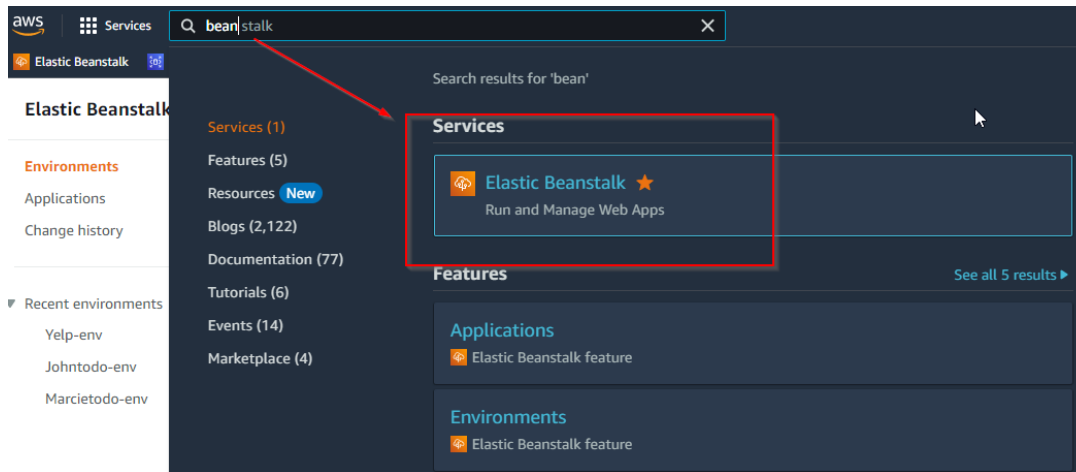 aws
Services
beanstalk
Elastic Beanstalk
Elastic Beanstalk
Environments
Applications
Change history
Recent environments
Yelp-env
Johntodo-env
Marcietodo-env
Services (1)
Features (5)
Resources New
Blogs (2,122)
Documentation (77)
Tutorials (6)
Events (14)
Marketplace (4)
Search results for 'bean'
Services
Elastic Beanstalk
Run and Manage Web Apps
Features
See all 5 results
Applications
Elastic Beanstalk feature
Environments
Elastic Beanstalk feature